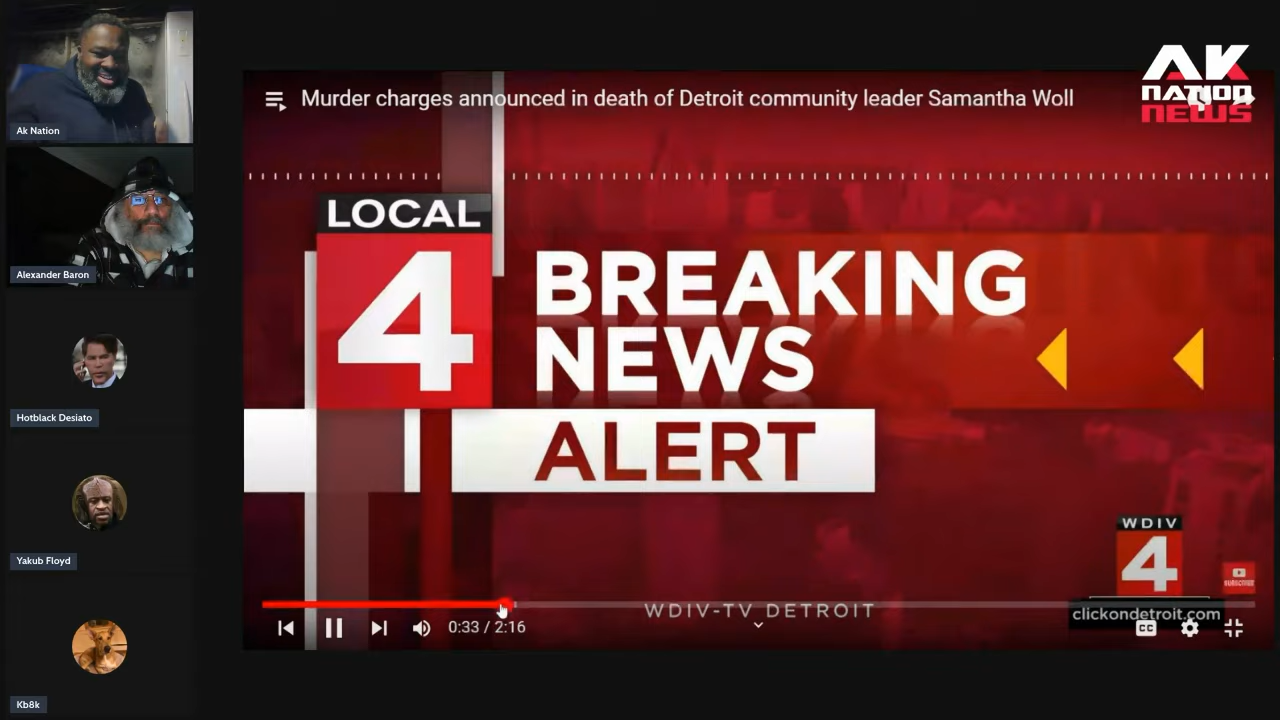 Ak Nation
Alexander Baron
Hotblack Desiato
Yakub Floyd
Kb8k
Murder charges announced in death of Detroit community leader Samantha Woll
AK
NATION
NEWS
LOCAL
4
BREAKING
NEWS
ALERT
WDIV
4
SUBSCRIBE
WDIV-TV DETROIT
clickondetroit.com
0:33 / 2:16
CC